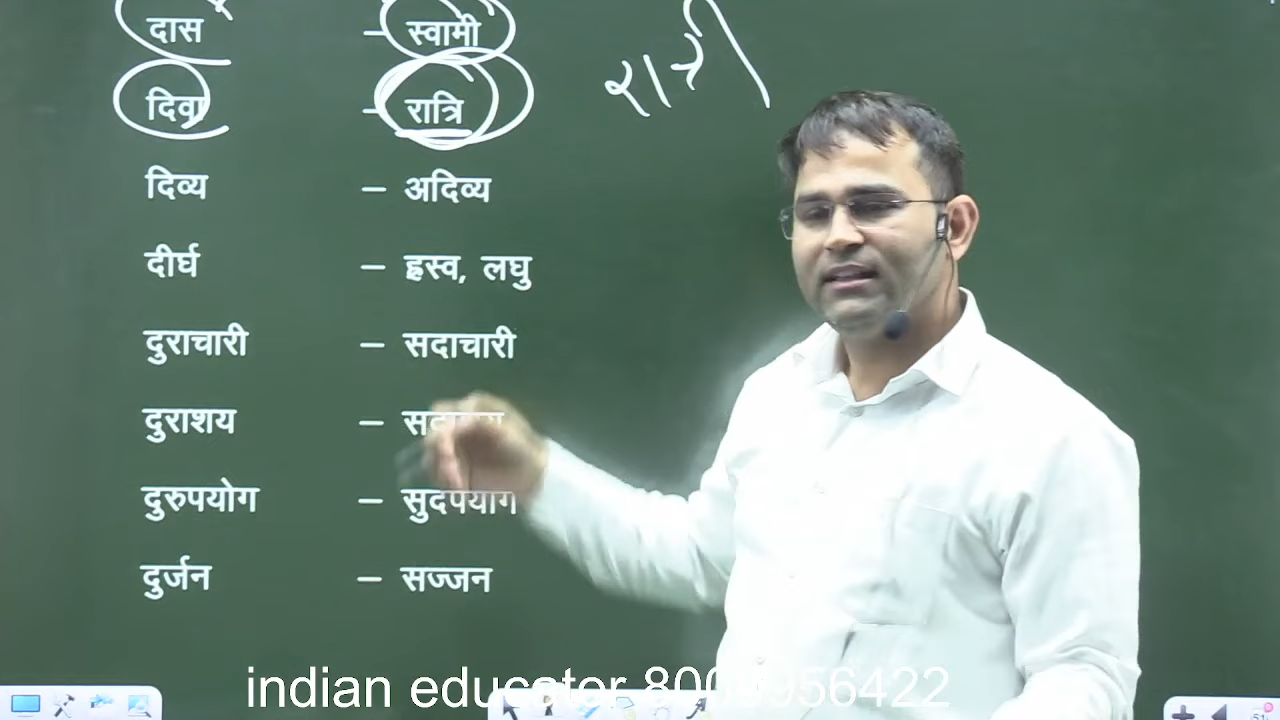 दास – स्वामी
दिवा – रात्रि रात्री
दिव्य – अदिव्य
दीर्घ – ह्रस्व, लघु
दुराचारी – सदाचारी
दुराशय –
दुरुपयोग – सुदपयोग
दुर्जन – सज्जन
indian educator